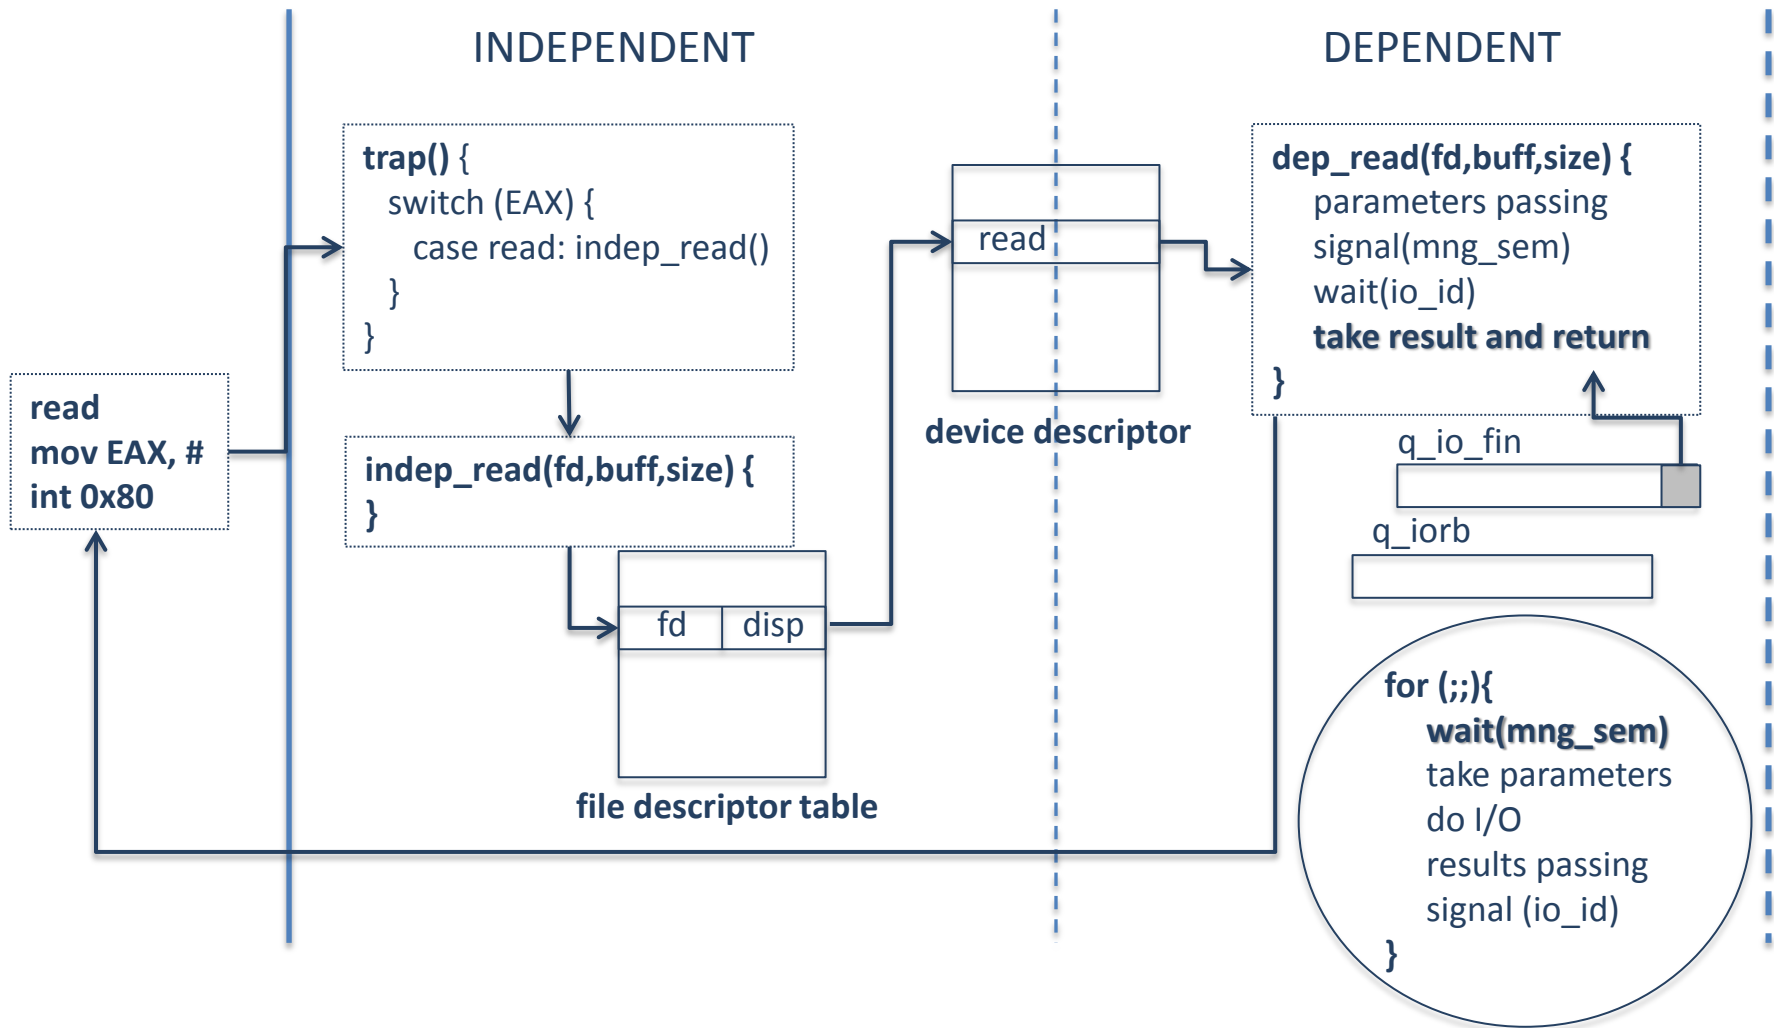 INDEPENDENT
DEPENDENT
read
mov EAX, #
int 0x80
trap() {
switch (EAX) {
case read: indep_read()
}
}
indep_read(fd,buff,size) {
}
fd disp
file descriptor table
read
device descriptor
dep_read(fd,buff,size) {
parameters passing
signal(mng_sem)
wait(io_id)
take result and return
}
q_io_fin
q_iorb
for (;;){
wait(mng_sem)
take parameters
do I/O
results passing
signal (io_id)
}